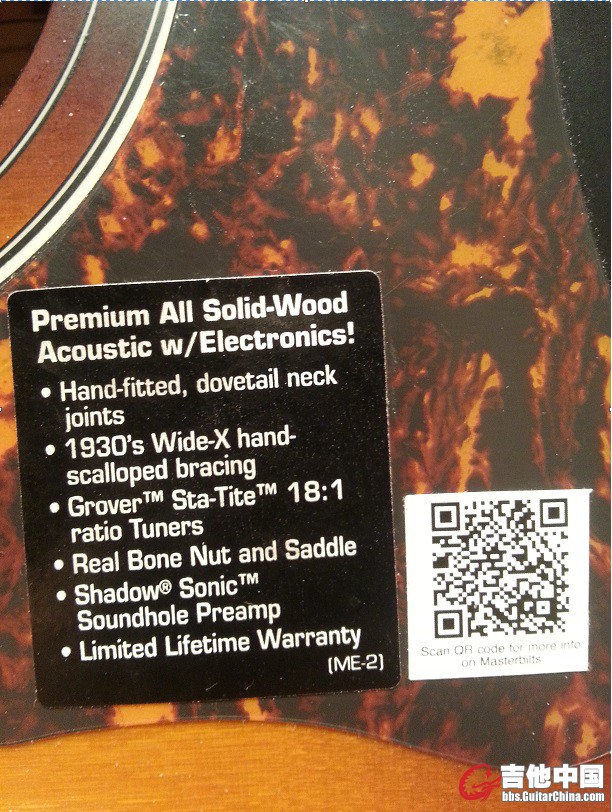 Premium All Solid-Wood
Acoustic w/Electronics!
• Hand-fitted, dovetail neck
joints
• 1930's Wide-X hand-
scalloped bracing
• Grover™ Sta-Tite™ 18:1
ratio Tuners
• Real Bone Nut and Saddle
• Shadow® Sonic™
Soundhole Preamp
• Limited Lifetime Warranty
(ME-2)
Scan QR code for more info
on Masterbilts
吉他中国
bbs.GuitarChina.com